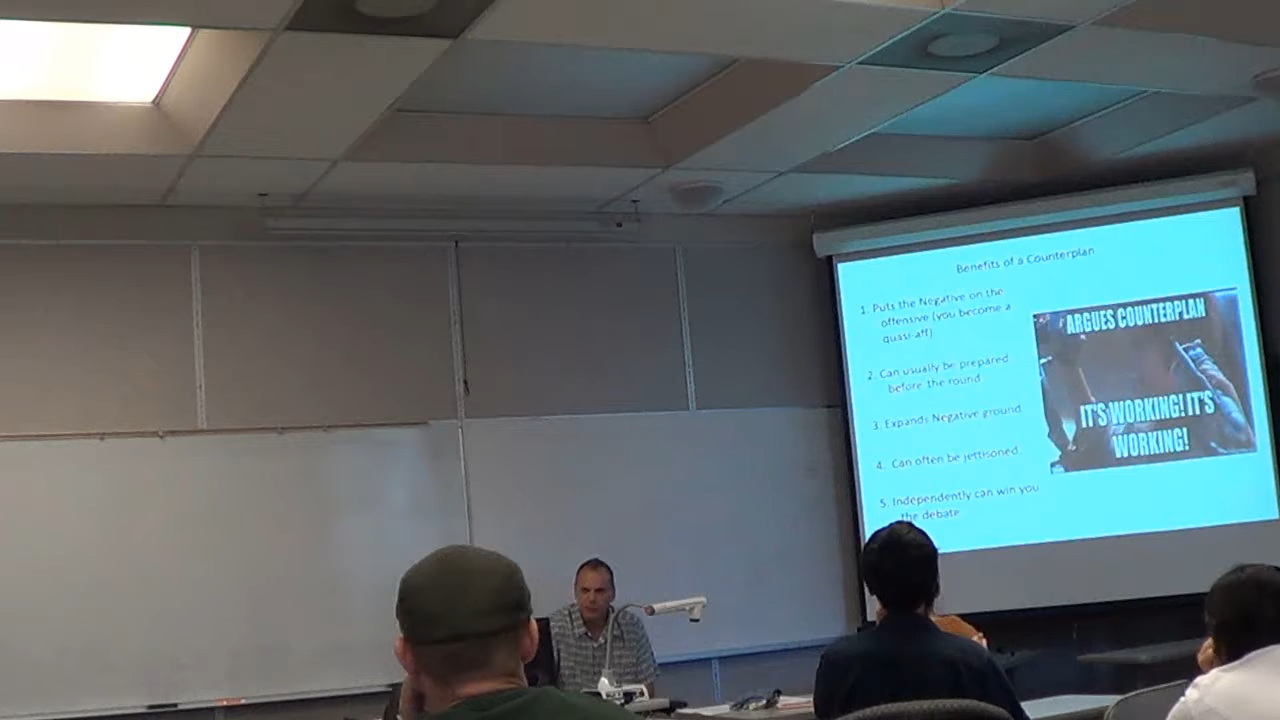 Benefits of a Counterplan
1. Puts the Negative on the
offensive (you become a
quasi-aff)
2. Can usually be prepared
before the round
3. Expands Negative ground
4. Can often be jettisoned.
5. Independently can win you
the debate
ARGUES COUNTERPLAN
IT'S WORKING! IT'S
WORKING!